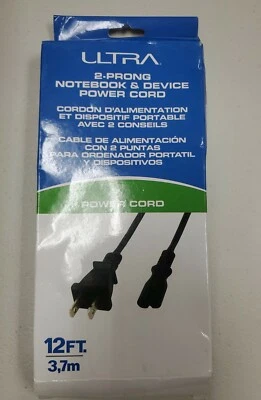 ULTRA
2-PRONG
NOTEBOOK & DEVICE
POWER CORD
CORDON D'ALIMENTATION
ET DISPOSITIF PORTABLE
AVEC 2 CONSEILS
CABLE DE ALIMENTACIÓN
CON 2 PUNTAS
PARA ORDENADOR PORTATIL
Y DISPOSITIVOS
POWER CORD
12FT.
3,7m